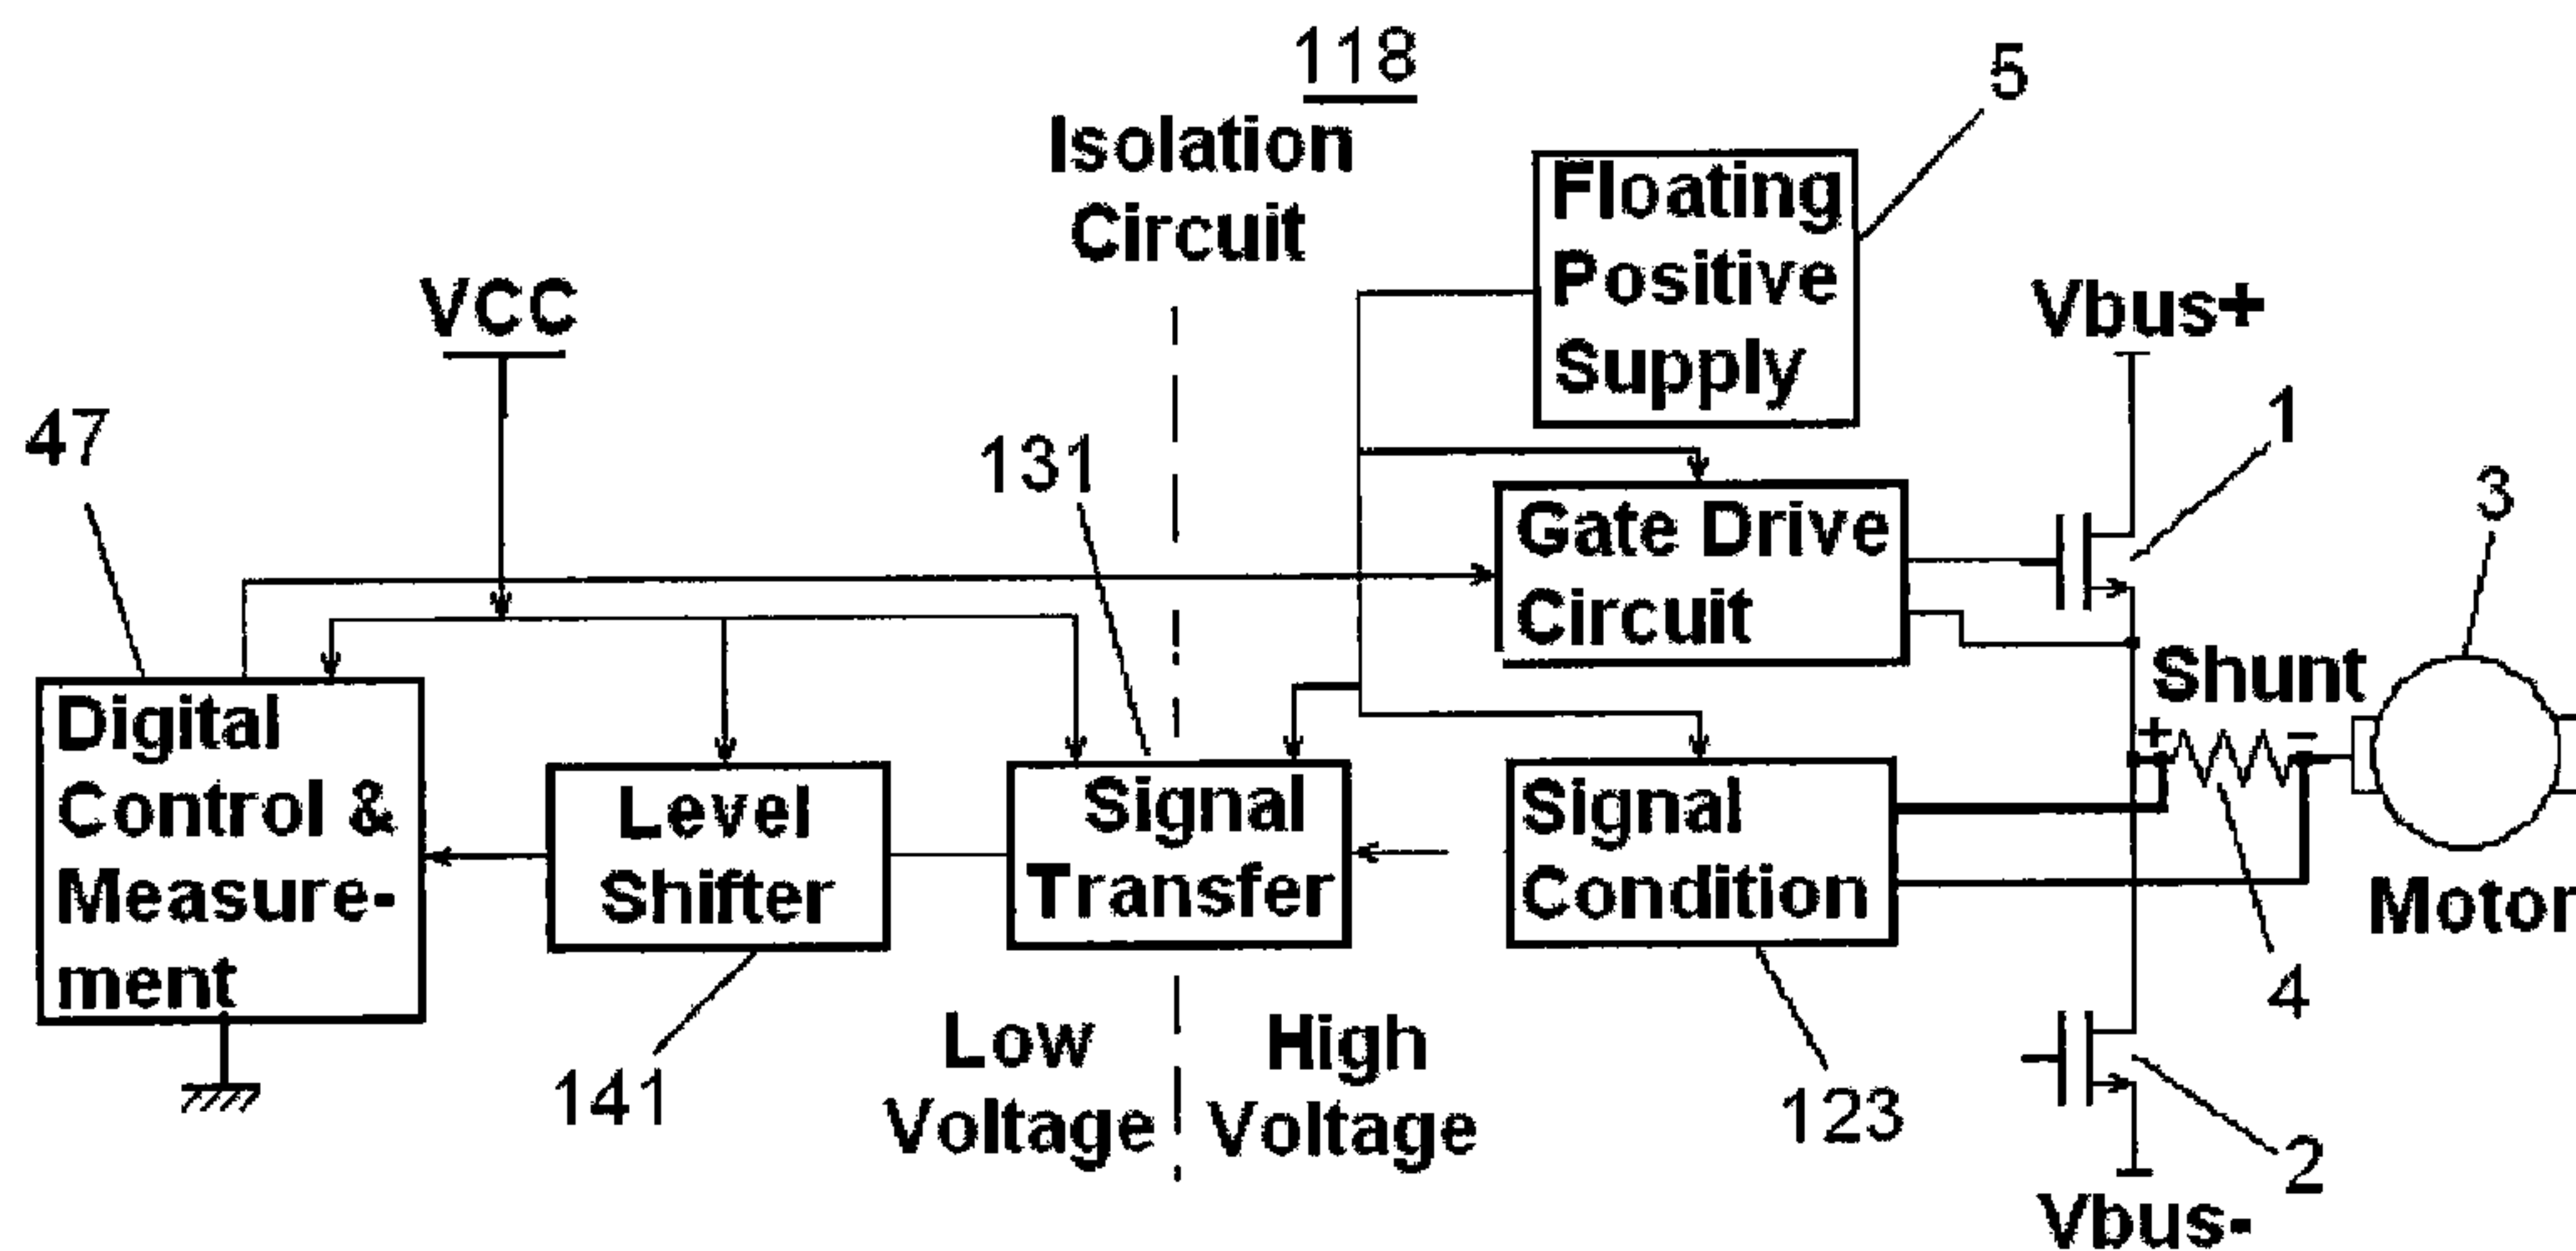 118
Isolation
Circuit
5
Floating
Positive
Supply
VCC
Vbus+
47
131
1
3
Gate Drive
Circuit
Shunt
+
-
Digital
Control &
Measure-
ment
Level
Shifter
Signal
Transfer
Signal
Condition
Motor
4
141
Low
Voltage
High
Voltage
123
2
Vbus-